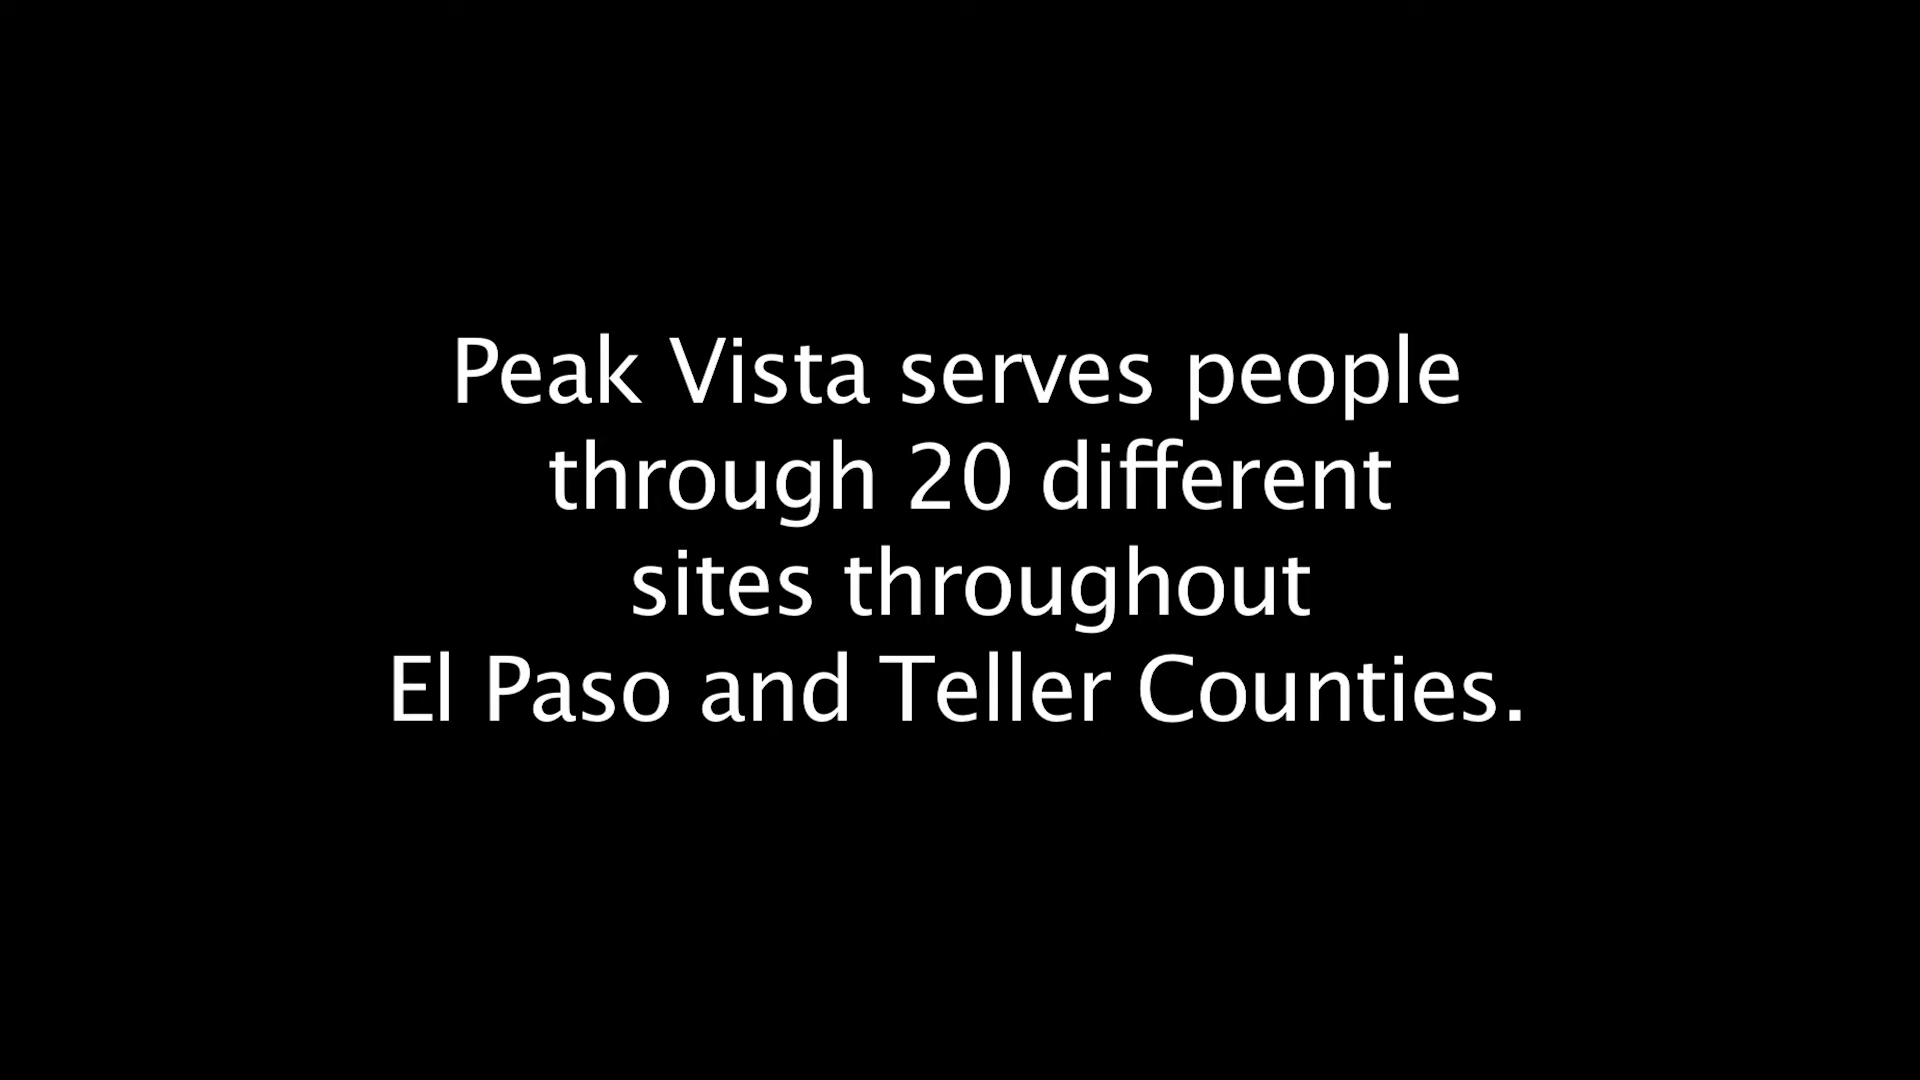 Peak Vista serves people
through 20 different
sites throughout
El Paso and Teller Counties.